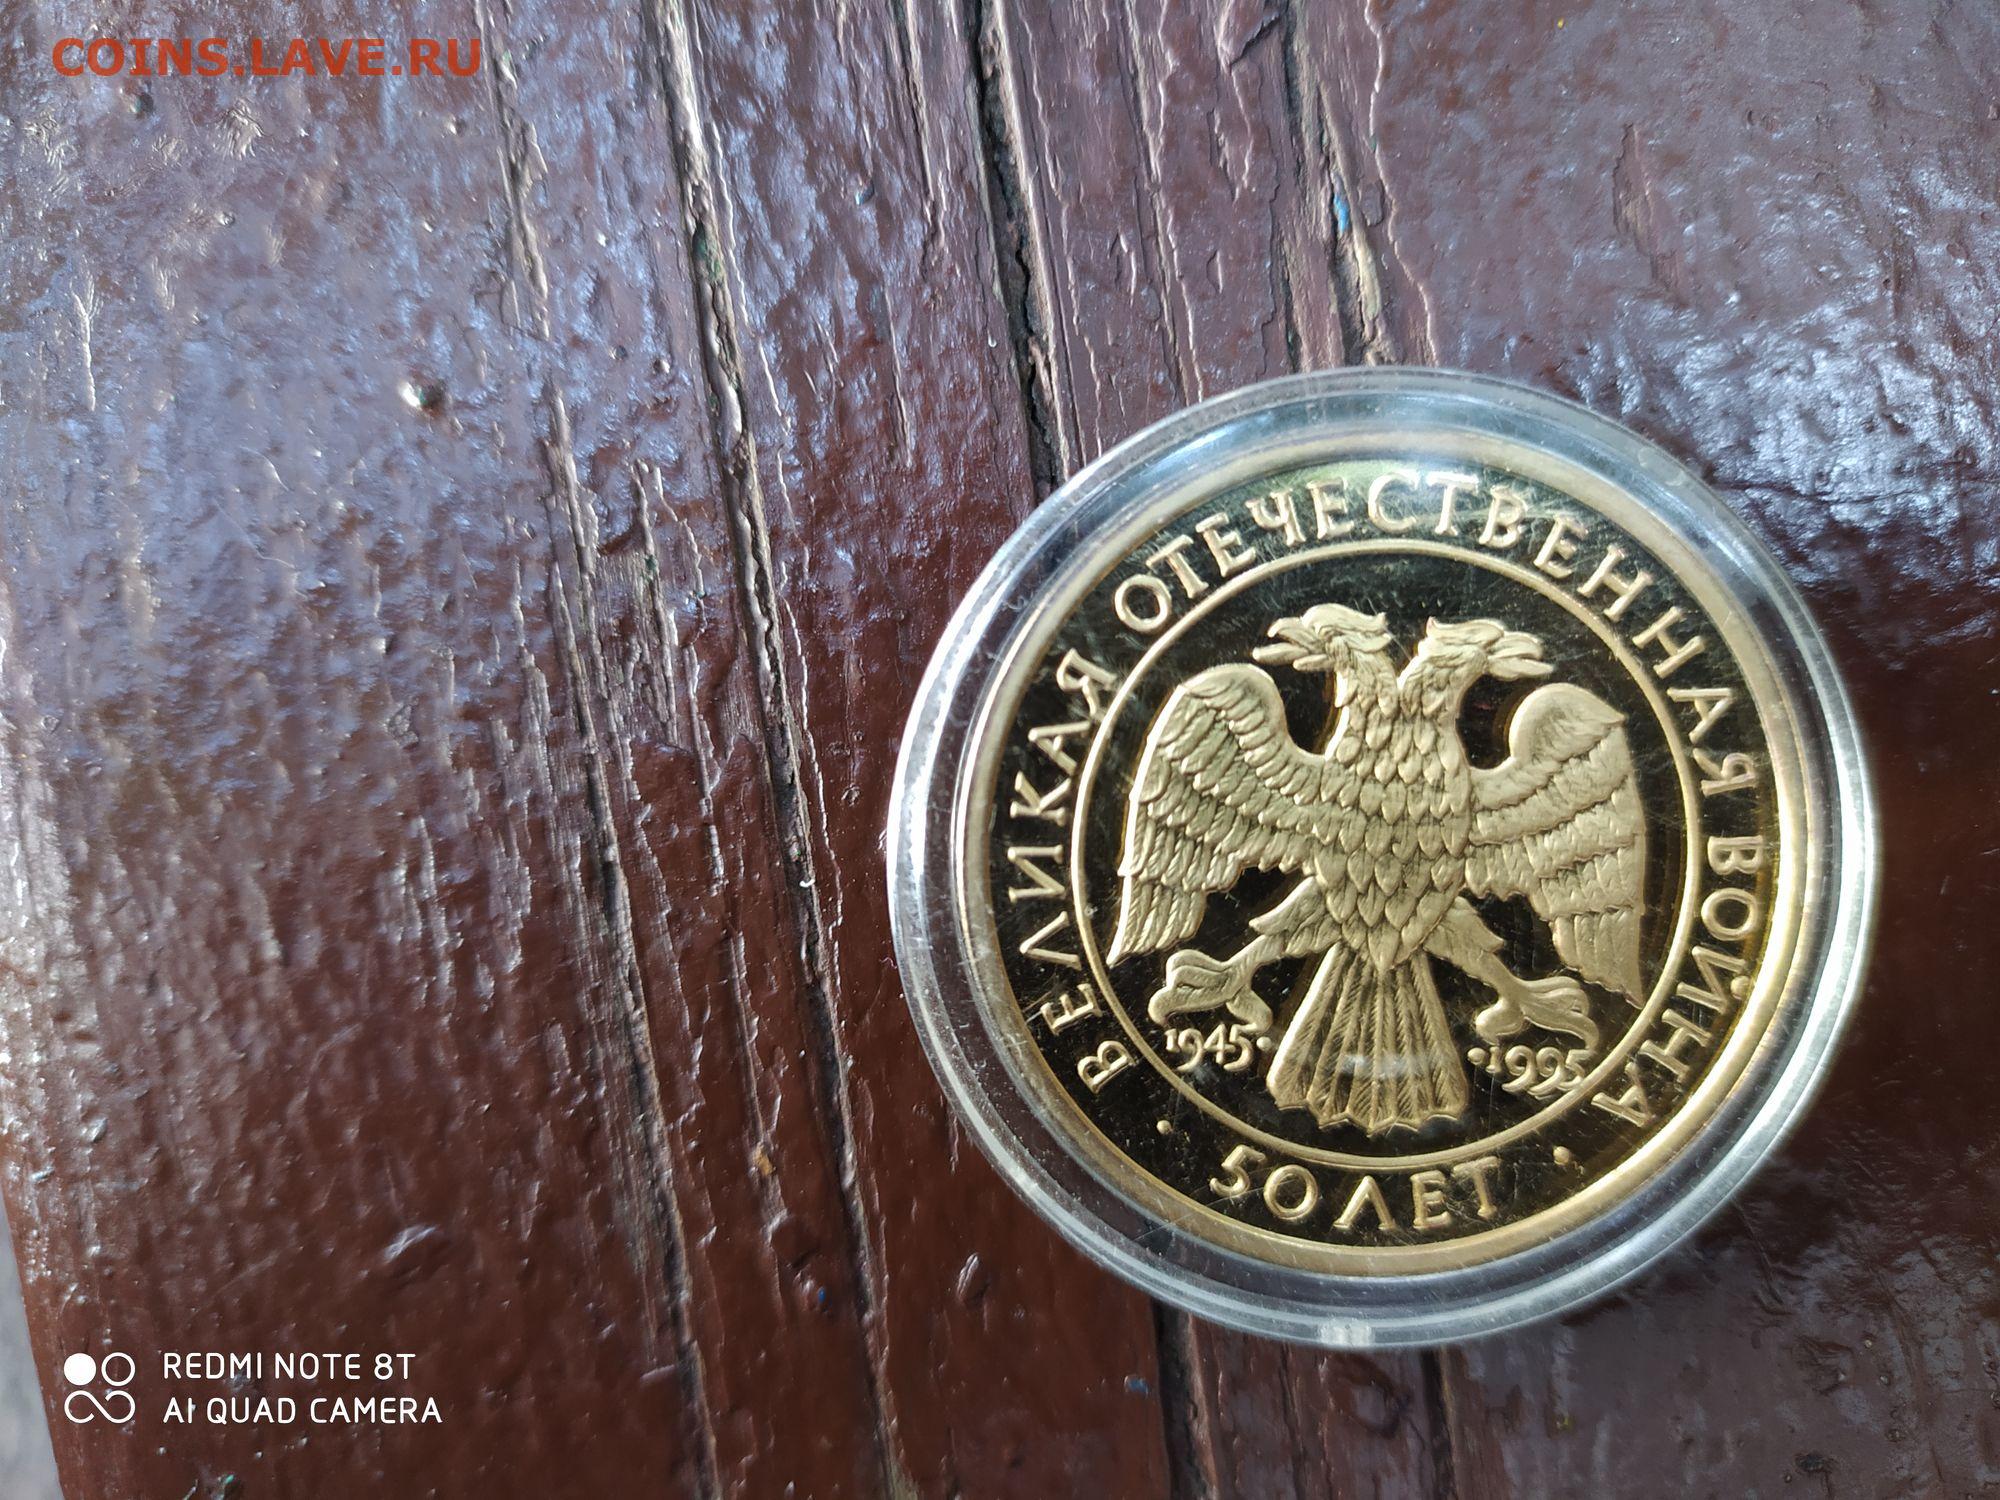 COINS.LAVE.RU
ВЕЛИКАЯ ОТЕЧЕСТВЕННАЯ ВОЙНА
1945· ·1995
· 50 ЛЕТ ·
REDMI NOTE 8T
AI QUAD CAMERA